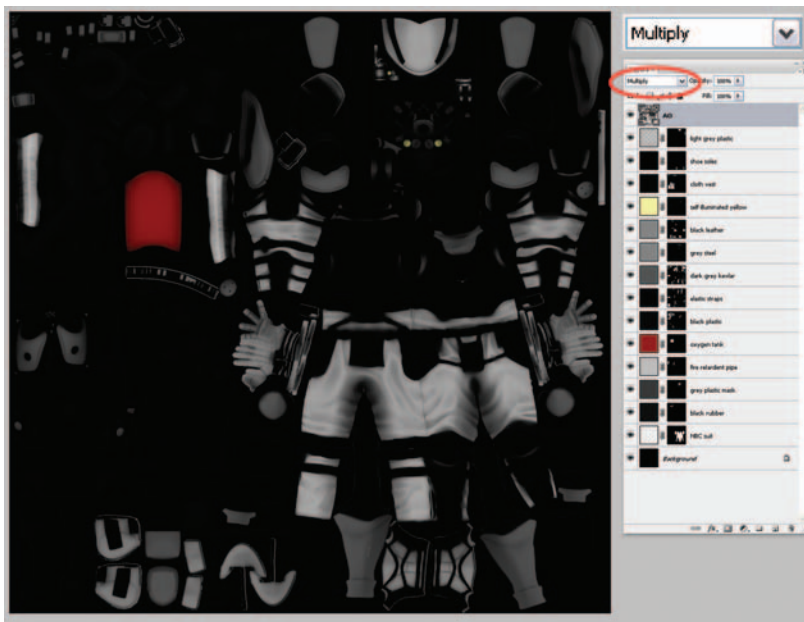 Multiply
Multiply
Opacity: 100%
Fill: 100%
AO
light grey plastic
shoe soles
cloth vest
self illuminated yellow
black leather
grey steel
dark grey kevlar
elastic straps
black plastic
oxygen tank
fire retardant pipe
grey plastic mask
black rubber
NBC suit
Background